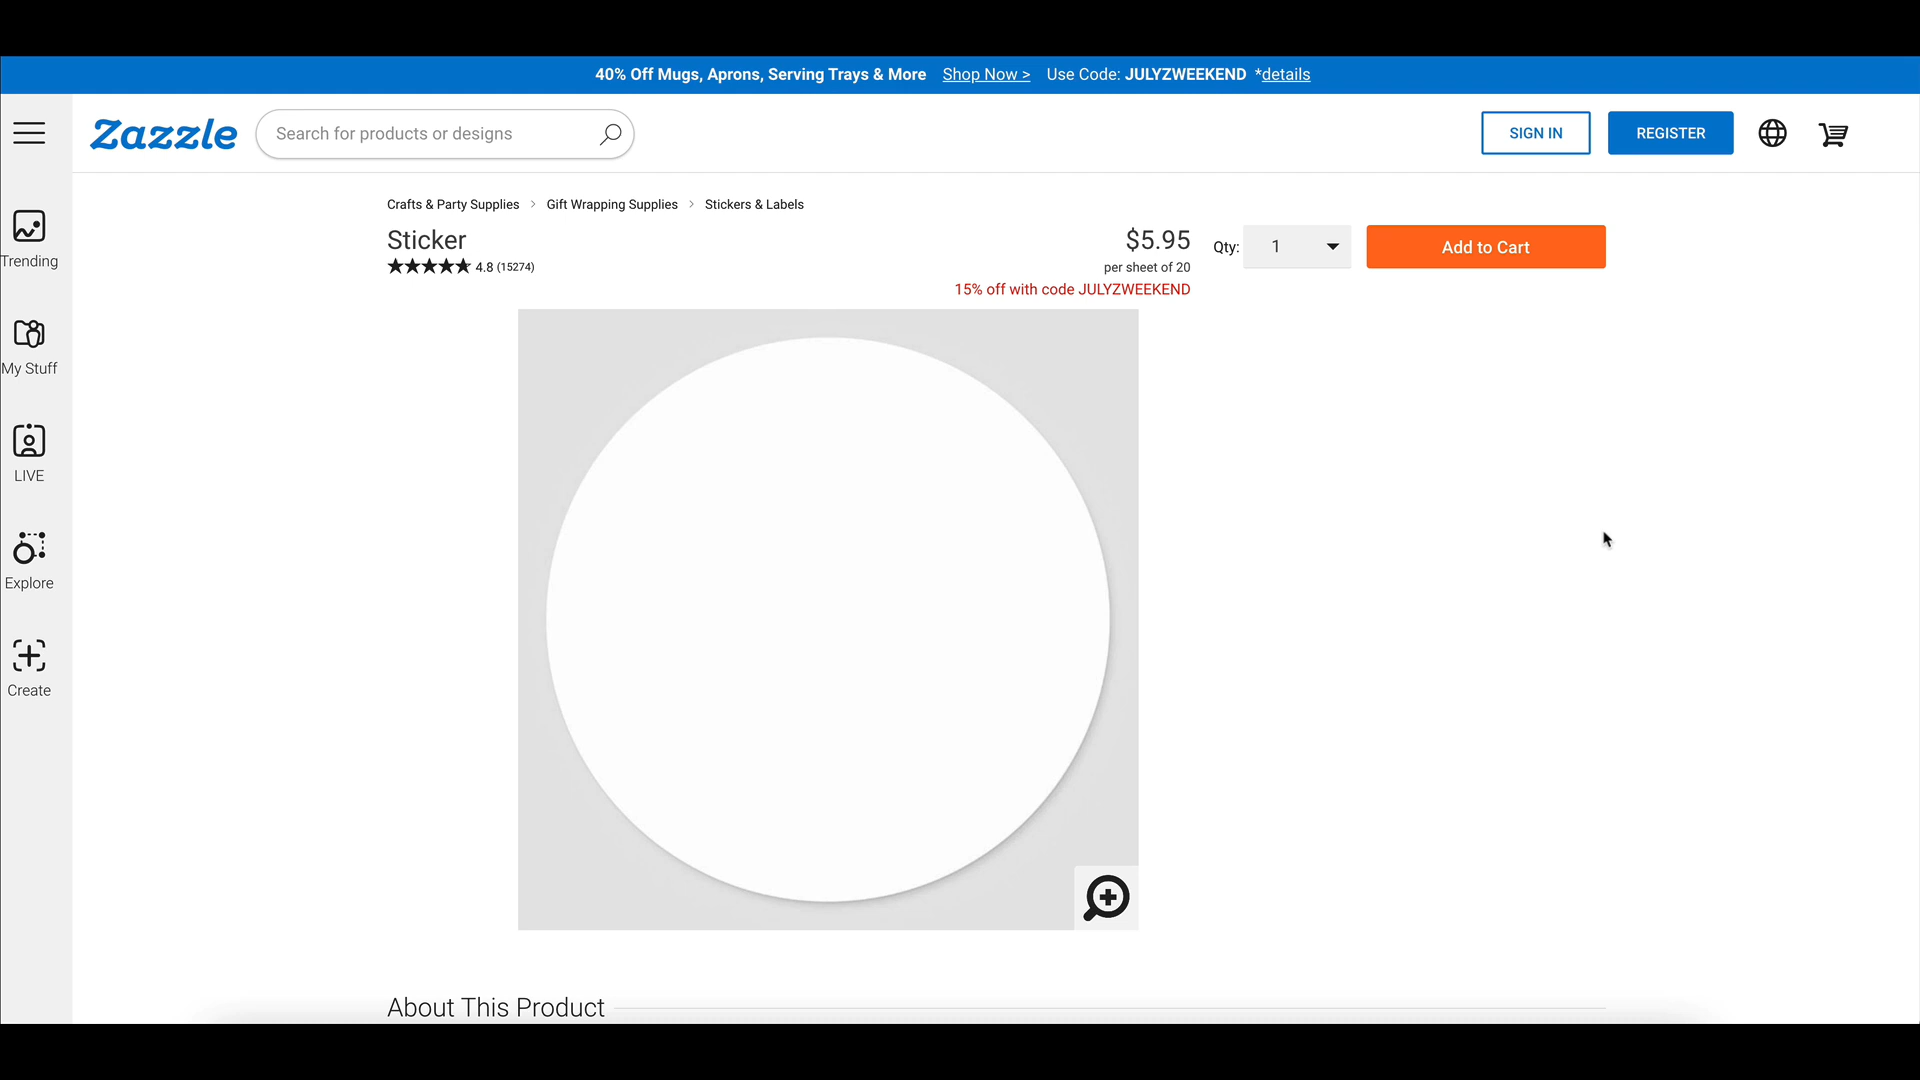 40% Off Mugs, Aprons, Serving Trays & More Shop Now > Use Code: JULYZWEEKEND *details
Zazzle
Search for products or designs
SIGN IN
REGISTER
Trending
My Stuff
LIVE
Explore
Create
Crafts & Party Supplies > Gift Wrapping Supplies > Stickers & Labels
Sticker
4.8 (15274)
$5.95
per sheet of 20
15% off with code JULYZWEEKEND
Qty: 1
Add to Cart
About This Product